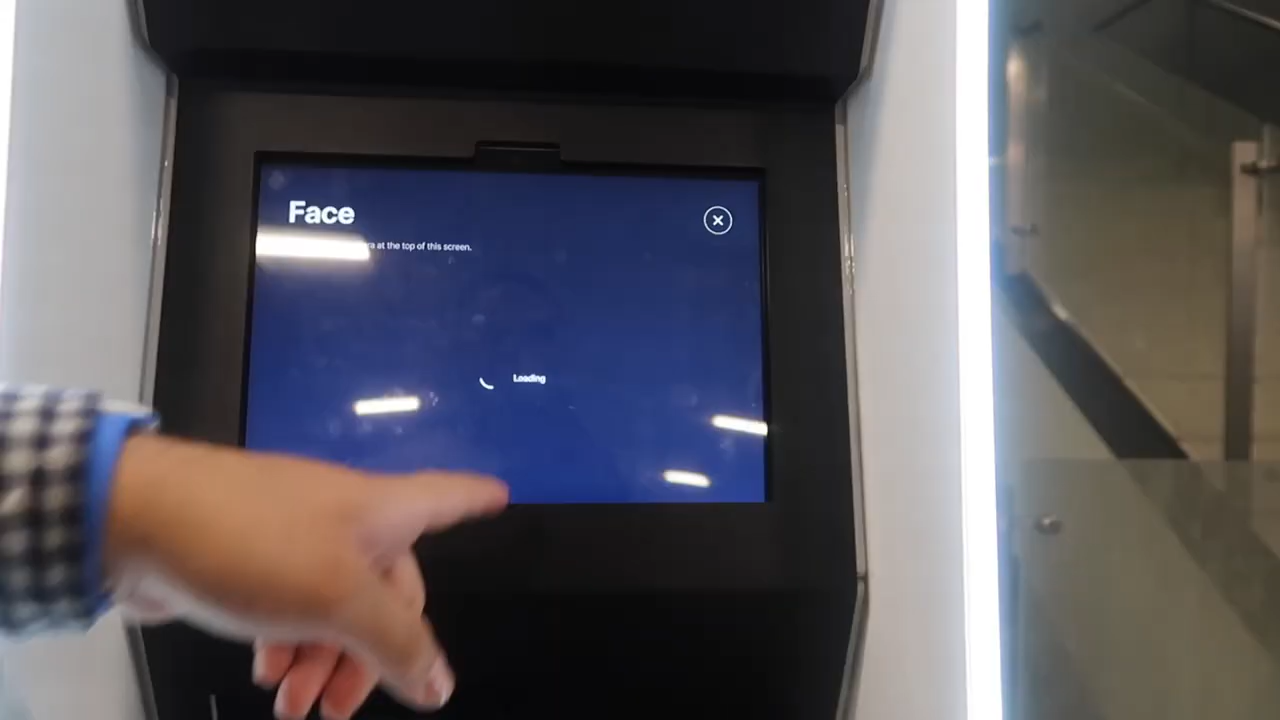 Face
at the top of this screen.
Loading